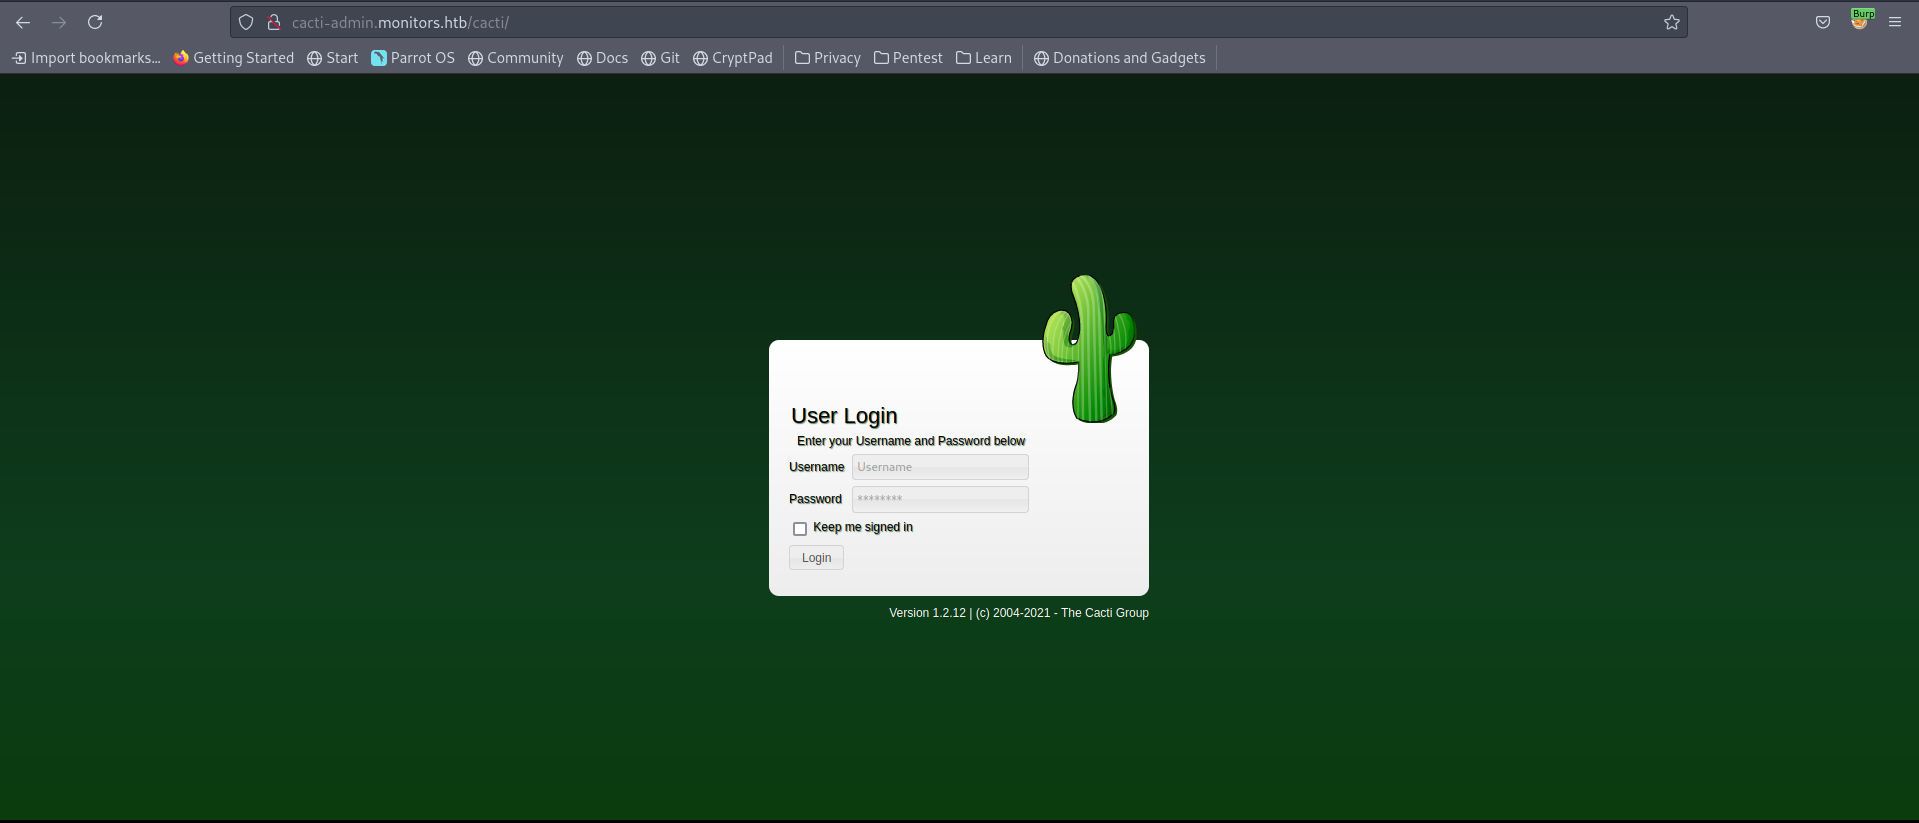 cacti-admin.monitors.htb/cacti/
Burp
Import bookmarks... Getting Started Start Parrot OS Community Docs Git CryptPad Privacy Pentest Learn Donations and Gadgets
User Login
Enter your Username and Password below
Username Username
Password ********
Keep me signed in
Login
Version 1.2.12 | (c) 2004-2021 - The Cacti Group